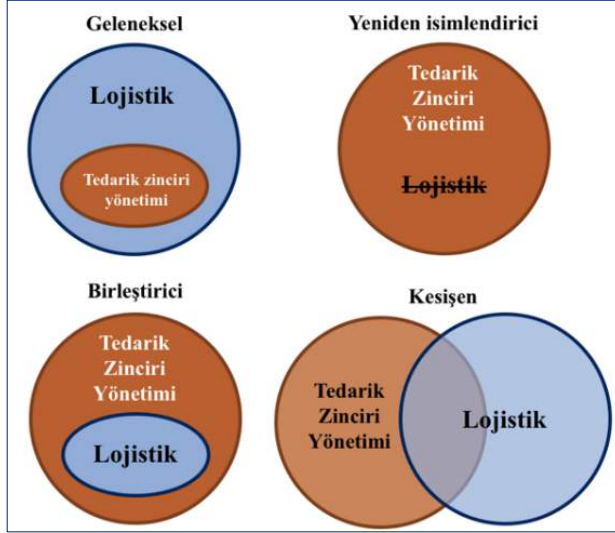 Geleneksel
Lojistik
Tedarik zinciri
yönetimi
Yeniden isimlendirici
Tedarik
Zinciri
Yönetimi
Lojistik
Birleştirici
Tedarik
Zinciri
Yönetimi
Lojistik
Kesişen
Tedarik
Zinciri
Yönetimi
Lojistik